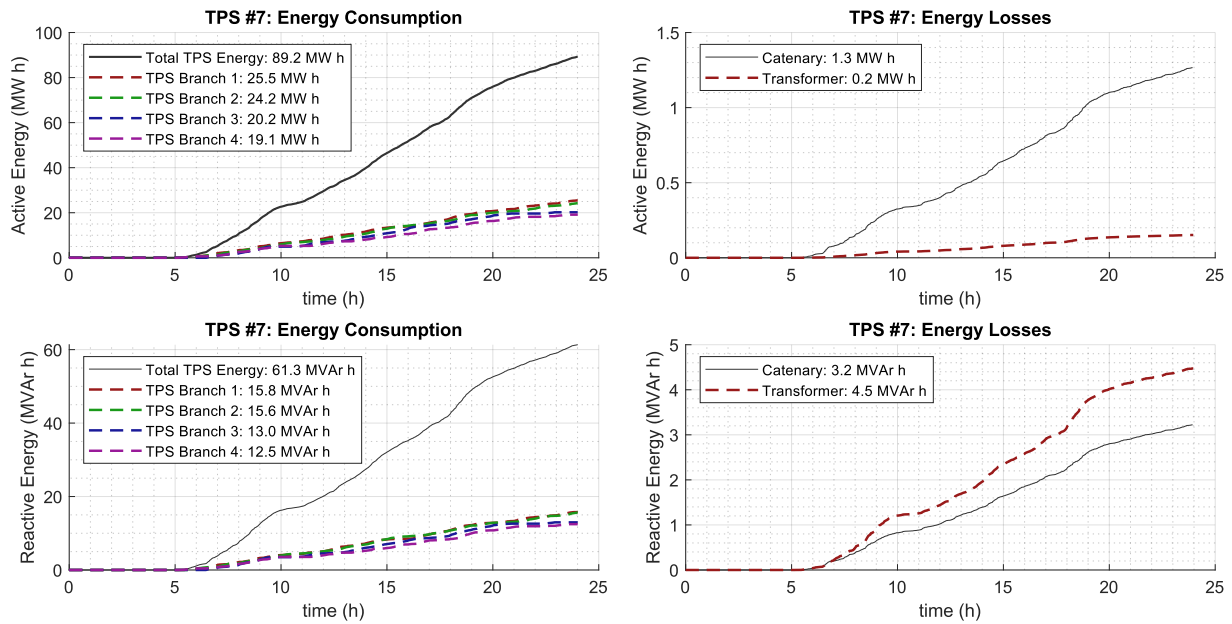 TPS #7: Energy Consumption
Active Energy (MW h)
100
80
60
40
20
0
Total TPS Energy: 89.2 MW h
TPS Branch 1: 25.5 MW h
TPS Branch 2: 24.2 MW h
TPS Branch 3: 20.2 MW h
TPS Branch 4: 19.1 MW h
0 5 10 15 20 25
time (h)
TPS #7: Energy Losses
Active Energy (MW h)
1.5
1
0.5
0
Catenary: 1.3 MW h
Transformer: 0.2 MW h
0 5 10 15 20 25
time (h)
TPS #7: Energy Consumption
Reactive Energy (MVAr h)
60
40
20
0
Total TPS Energy: 61.3 MVAr h
TPS Branch 1: 15.8 MVAr h
TPS Branch 2: 15.6 MVAr h
TPS Branch 3: 13.0 MVAr h
TPS Branch 4: 12.5 MVAr h
0 5 10 15 20 25
time (h)
TPS #7: Energy Losses
Reactive Energy (MVAr h)
5
4
3
2
1
0
Catenary: 3.2 MVAr h
Transformer: 4.5 MVAr h
0 5 10 15 20 25
time (h)